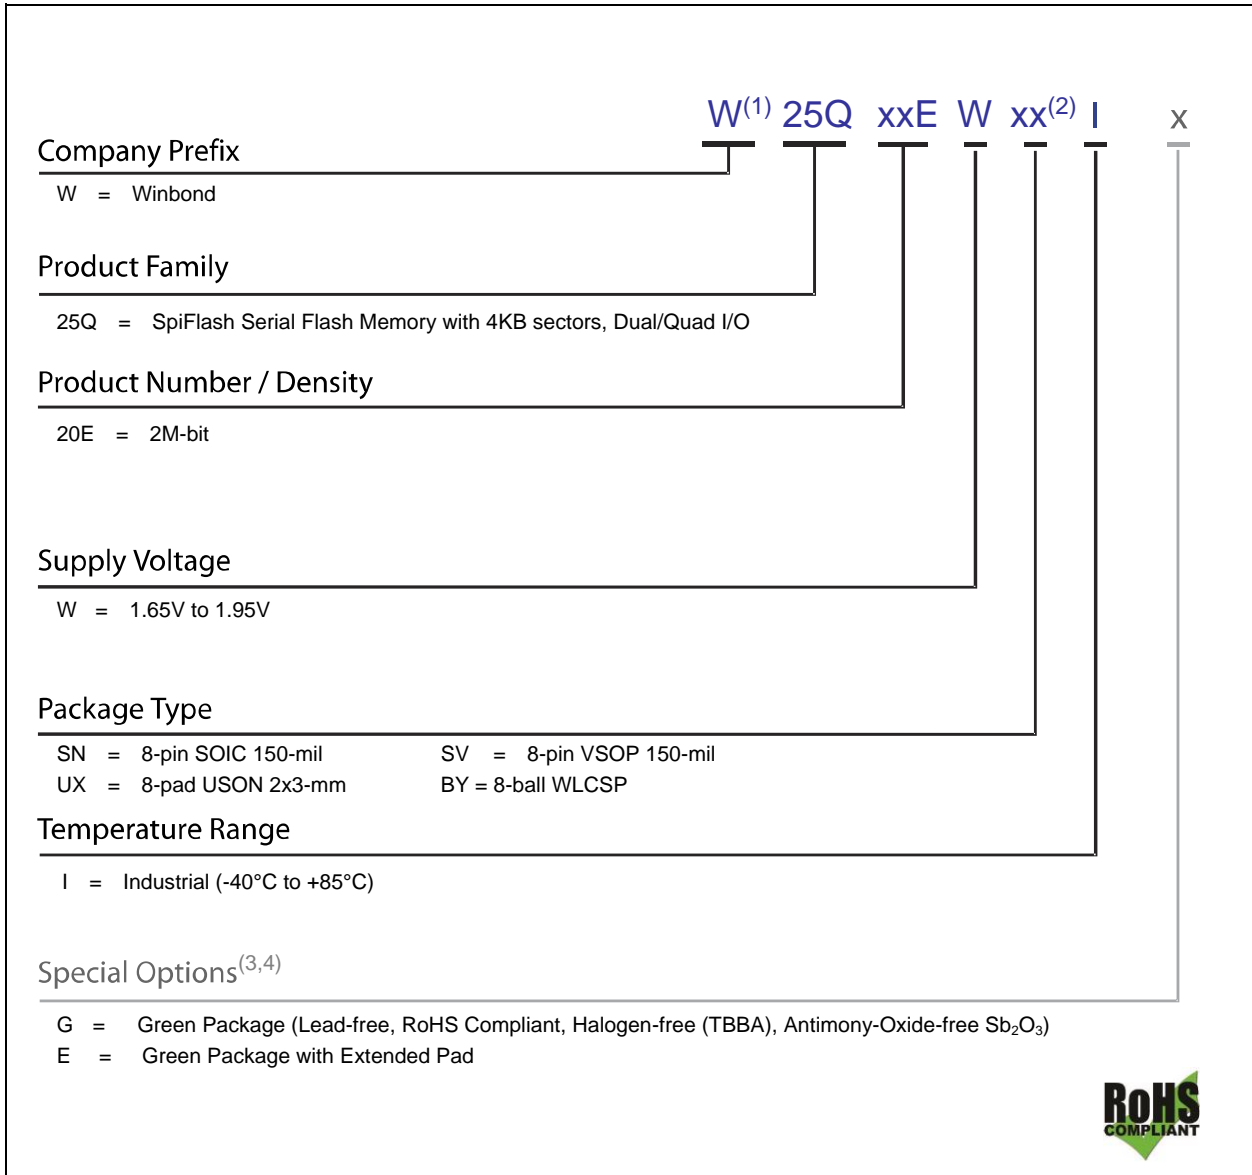 W(1) 25Q xxE W xx(2) I x
Company Prefix
W = Winbond
Product Family
25Q = SpiFlash Serial Flash Memory with 4KB sectors, Dual/Quad I/O
Product Number / Density
20E = 2M-bit
Supply Voltage
W = 1.65V to 1.95V
Package Type
SN = 8-pin SOIC 150-mil SV = 8-pin VSOP 150-mil
UX = 8-pad USON 2x3-mm BY = 8-ball WLCSP
Temperature Range
I = Industrial (-40°C to +85°C)
Special Options(3,4)
G = Green Package (Lead-free, RoHS Compliant, Halogen-free (TBBA), Antimony-Oxide-free Sb2O3)
E = Green Package with Extended Pad
RoHS
COMPLIANT